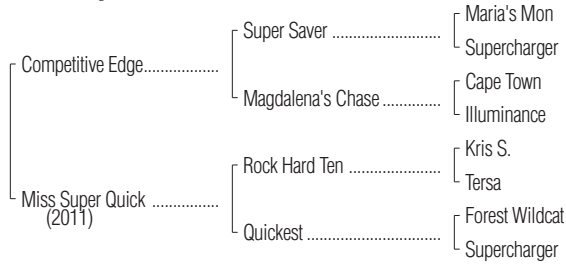 Maria's Mon
Super Saver ......................
Supercharger
Competitive Edge..................
Cape Town
Magdalena's Chase ..............
Illuminance
Kris S.
Rock Hard Ten ..................
Tersa
Miss Super Quick ................
(2011)
Forest Wildcat
Quickest ..........................
Supercharger